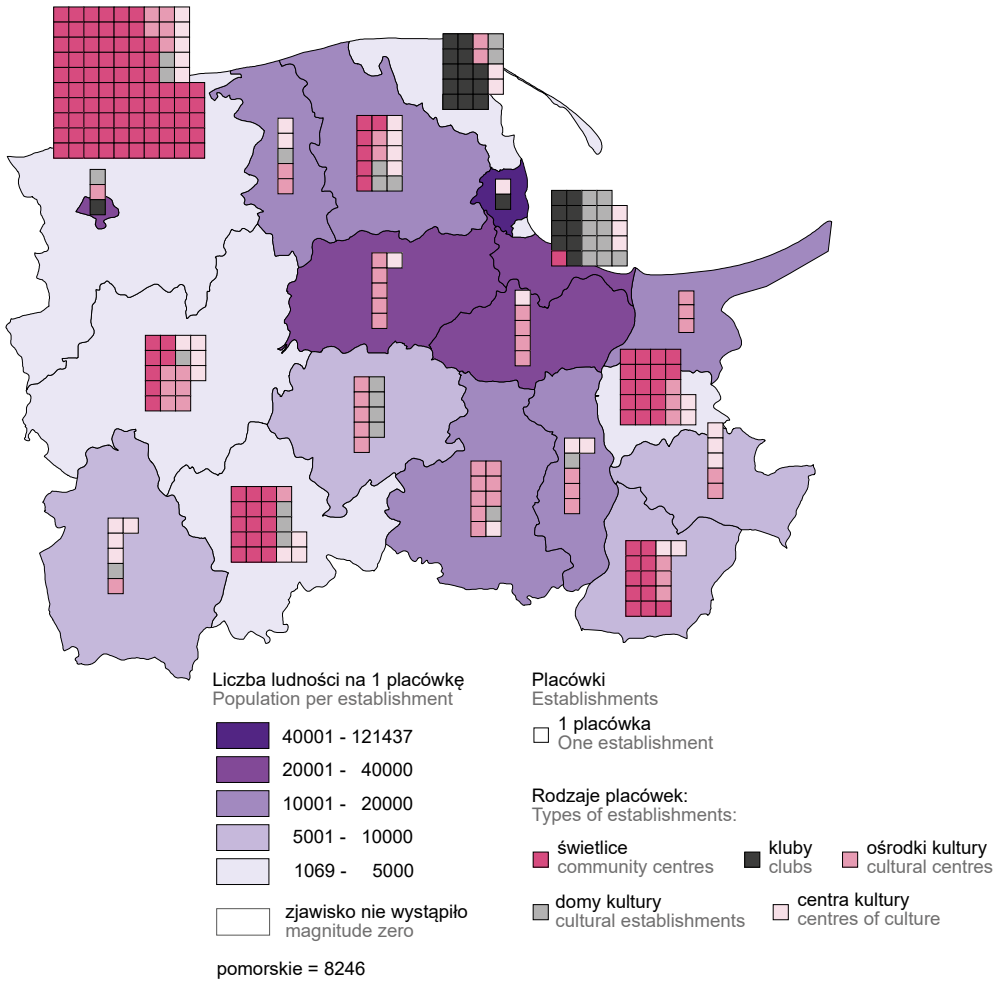 Liczba ludności na 1 placówkę
Population per establishment
40001 - 121437
20001 - 40000
10001 - 20000
5001 - 10000
1069 - 5000
zjawisko nie wystąpiło
magnitude zero
pomorskie = 8246
Placówki
Establishments
1 placówka
One establishment
Rodzaje placówek:
Types of establishments:
świetlice
community centres
kluby
clubs
ośrodki kultury
cultural centres
domy kultury
cultural establishments
centra kultury
centres of culture